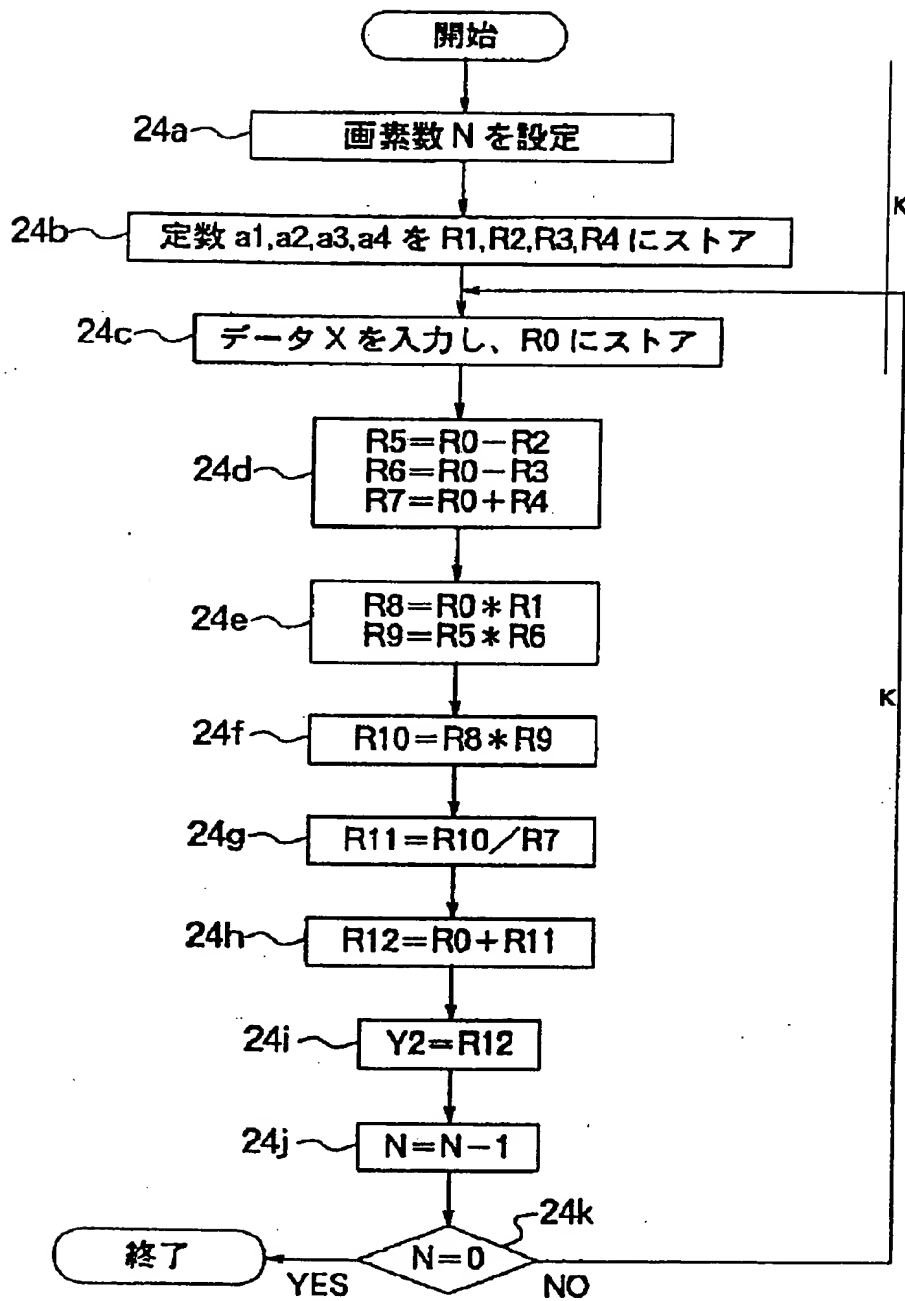 開始
24a
画素数 N を設定
24b
定数 a1,a2,a3,a4 を R1,R2,R3,R4 にストア
K
24c
データ X を入力し、R0 にストア
24d
R5=R0-R2
R6=R0-R3
R7=R0+R4
24e
R8=R0*R1
R9=R5*R6
K
24f
R10=R8*R9
24g
R11=R10/R7
24h
R12=R0+R11
24i
Y2=R12
24j
N=N-1
24k
終了
N=0
YES
NO